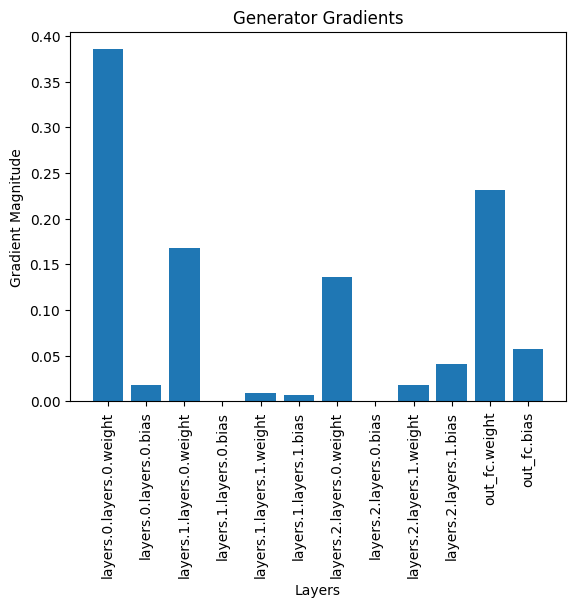 Generator Gradients
0.40
0.35
0.30
0.25
0.20
0.15
0.10
0.05
0.00
Gradient Magnitude
layers.0.layers.0.weight
layers.0.layers.0.bias
layers.1.layers.0.weight
layers.1.layers.0.bias
layers.1.layers.1.weight
layers.1.layers.1.bias
layers.2.layers.0.weight
layers.2.layers.0.bias
layers.2.layers.1.weight
layers.2.layers.1.bias
out_fc.weight
out_fc.bias
Layers